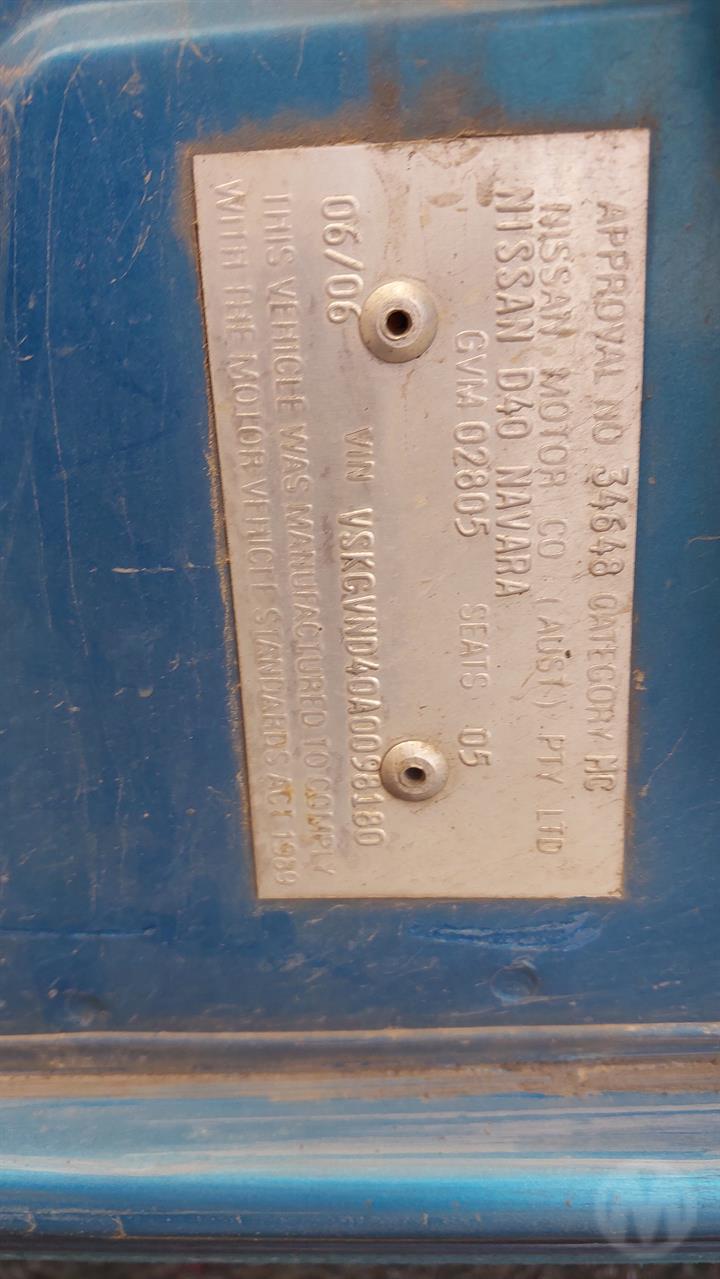 APPROVAL NO 34648 CATEGORY NC
NISSAN MOTOR CO (AUST) PTY LTD
NISSAN D40 NAVARA
GVM 02805 SEATS 05
06/06 VIN VSKCVND40A0098180
THIS VEHICLE WAS MANUFACTURED TO COMPLY
WITH THE MOTOR VEHICLE STANDARDS ACT 1989
M